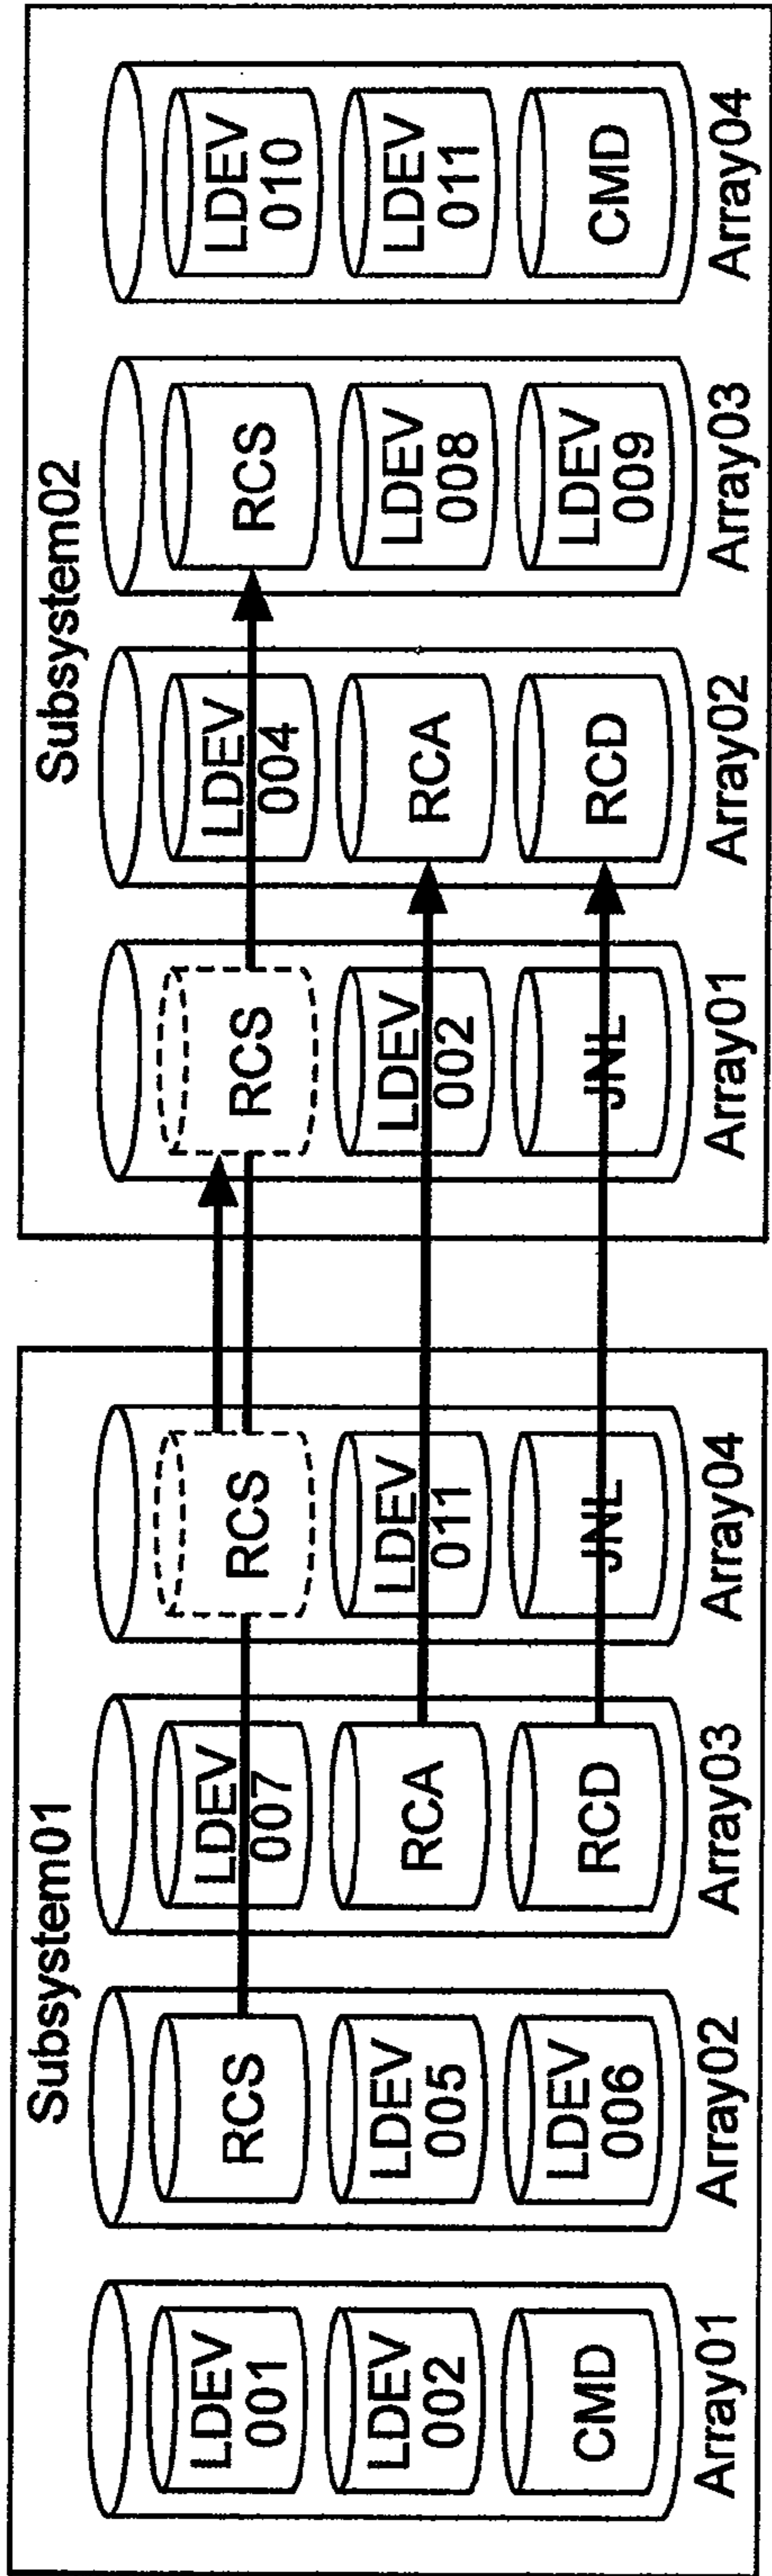 Subsystem01
LDEV
001
LDEV
002
CMD
Array01
RCS
LDEV
005
LDEV
006
Array02
LDEV
007
RCA
RCD
Array03
RCS
LDEV
011
JNL
Array04
Subsystem02
RCS
LDEV
002
JNL
Array01
LDEV
004
RCA
RCD
Array02
RCS
LDEV
008
LDEV
009
Array03
LDEV
010
LDEV
011
CMD
Array04